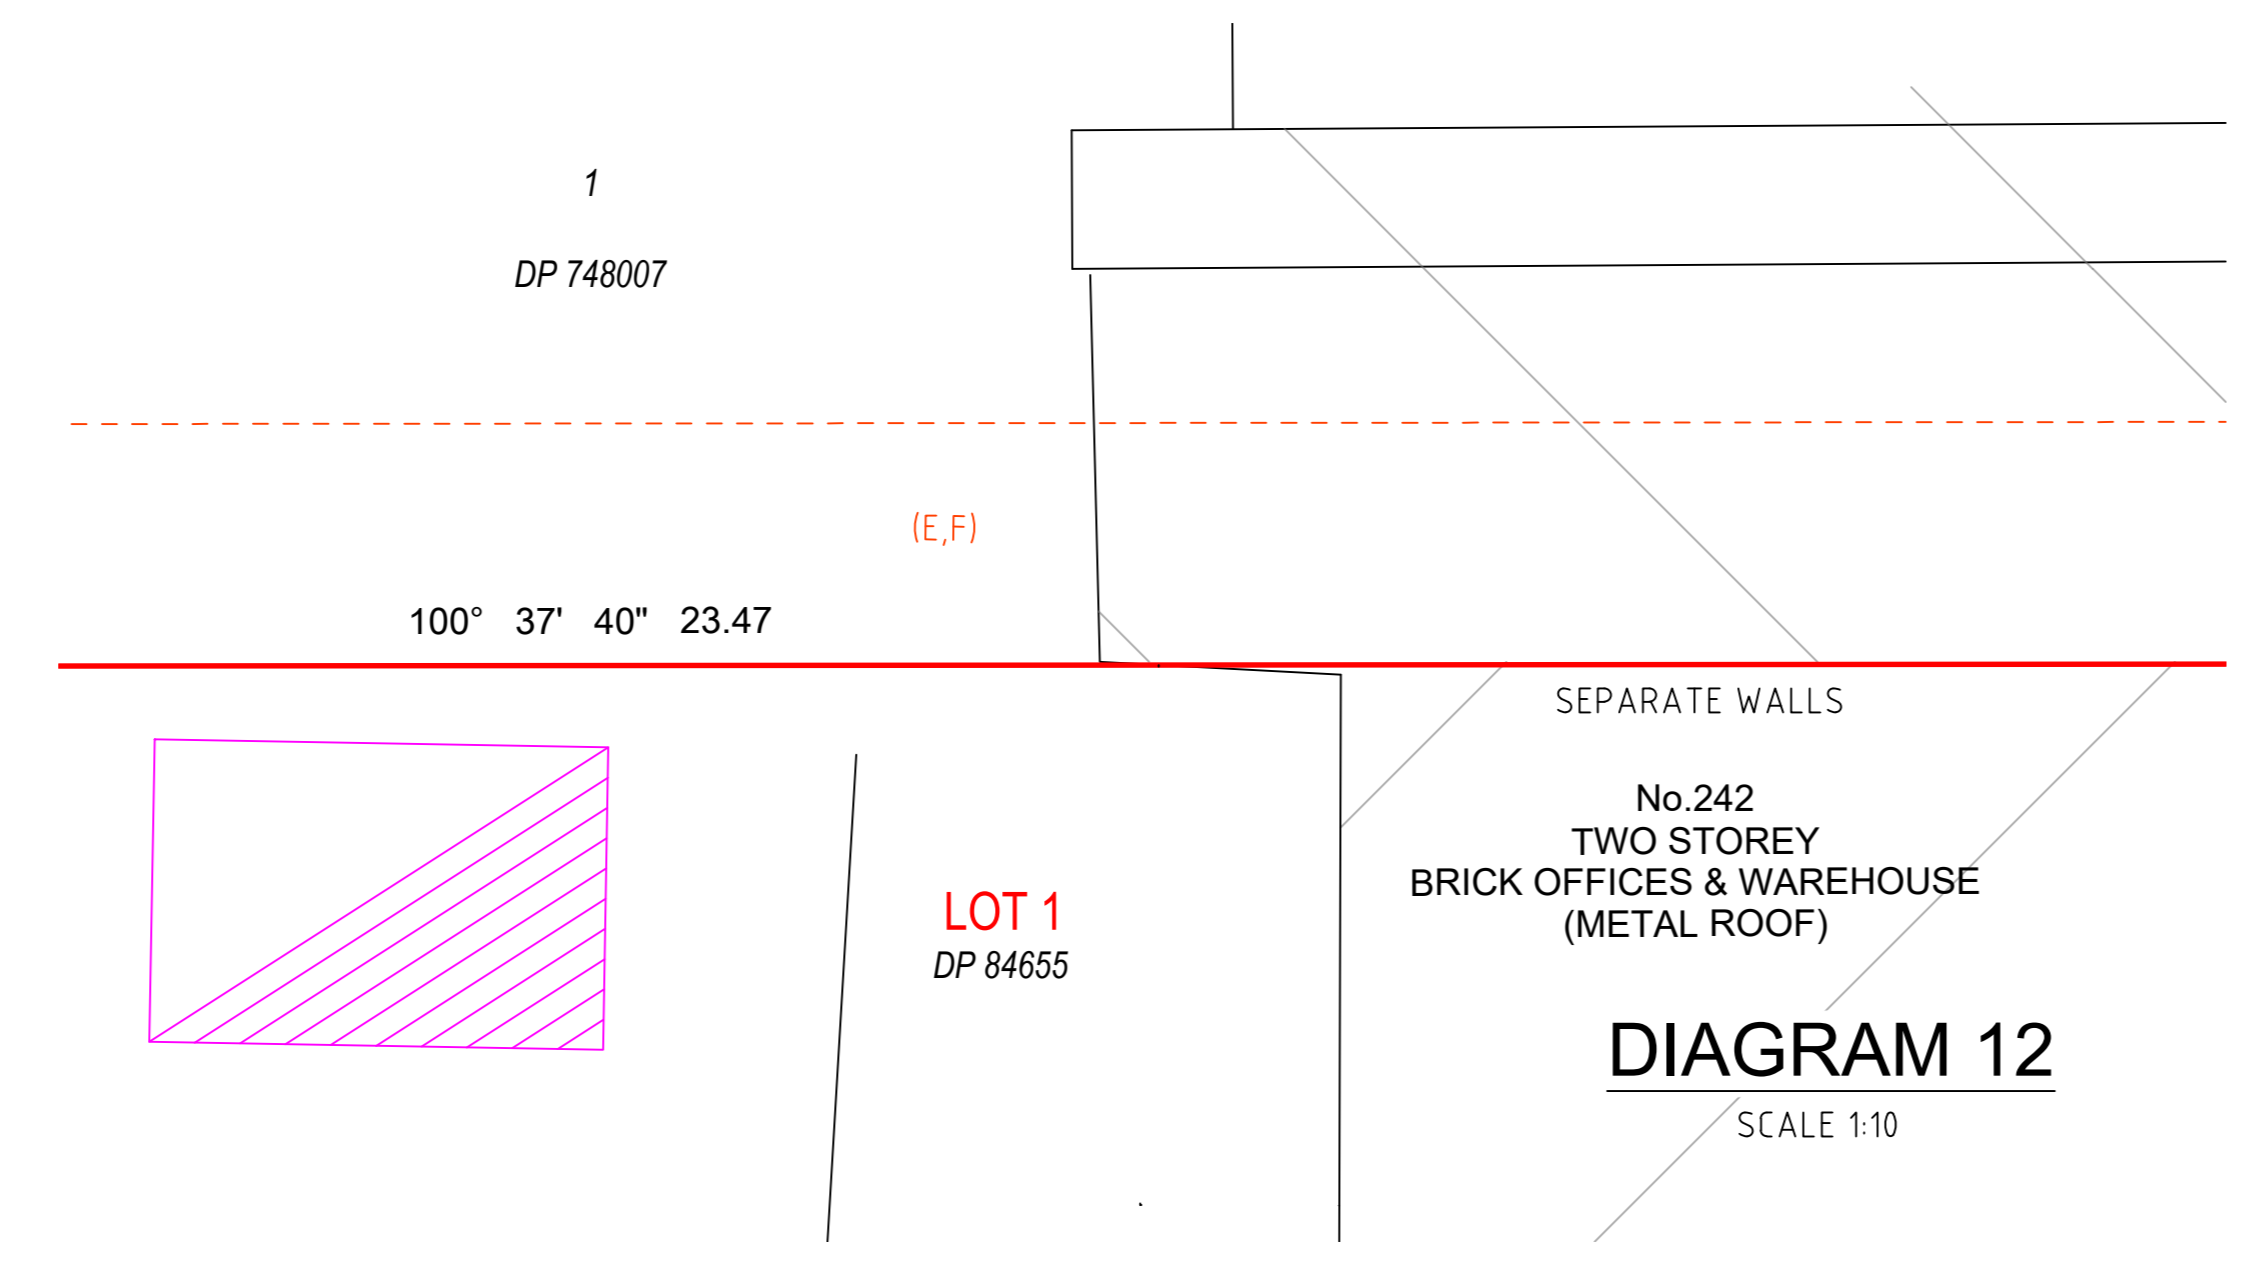 1
DP 748007
(E,F)
100° 37' 40" 23.47
SEPARATE WALLS
No.242
TWO STOREY
BRICK OFFICES & WAREHOUSE
(METAL ROOF)
LOT 1
DP 84655
DIAGRAM 12
SCALE 1:10